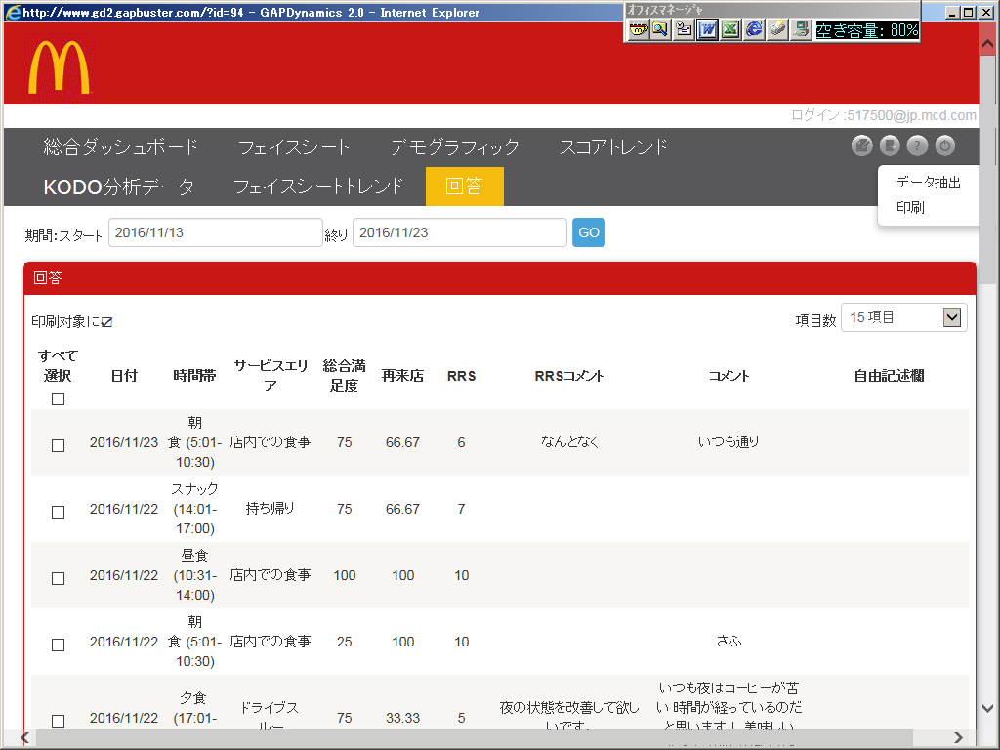 http://www.gd2.gapbuster.com/?id=94 - GAPDynamics 2.0 - Internet Explorer
オフィスマネージャ
空き容量: 80%
ログイン :517500@jp.mcd.com
総合ダッシュボード フェイスシート デモグラフィック スコアトレンド
KODO分析データ フェイスシートトレンド 回答
データ抽出
印刷
期間:スタート 2016/11/13 終り 2016/11/23 GO
回答
印刷対象に
項目数 15 項目
すべて
選択 日付 時間帯 サービスエリ
ア 総合満
足度 再来店 RRS RRSコメント コメント 自由記述欄
2016/11/23 朝
食 (5:01-
10:30) 店内での食事 75 66.67 6 なんとなく いつも通り
2016/11/22 スナック
(14:01-
17:00) 持ち帰り 75 66.67 7
2016/11/22 昼食
(10:31-
14:00) 店内での食事 100 100 10
2016/11/22 朝
食 (5:01-
10:30) 店内での食事 25 100 10 さふ
2016/11/22 夕食
(17:01- ドライブス
ルー 75 33.33 5 夜の状態を改善して欲し
いです。 いつも夜はコーヒーが苦
い 時間が経っているのだ
と思います！ 美味しい